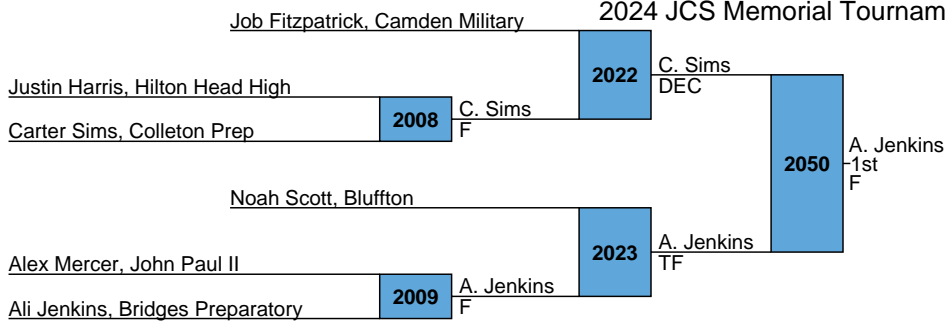 2024 JCS Memorial Tournam
Job Fitzpatrick, Camden Military
2022
C. Sims
DEC
Justin Harris, Hilton Head High
2008
C. Sims
F
Carter Sims, Colleton Prep
2050
A. Jenkins
1st
F
Noah Scott, Bluffton
2023
A. Jenkins
TF
Alex Mercer, John Paul II
2009
A. Jenkins
F
Ali Jenkins, Bridges Preparatory